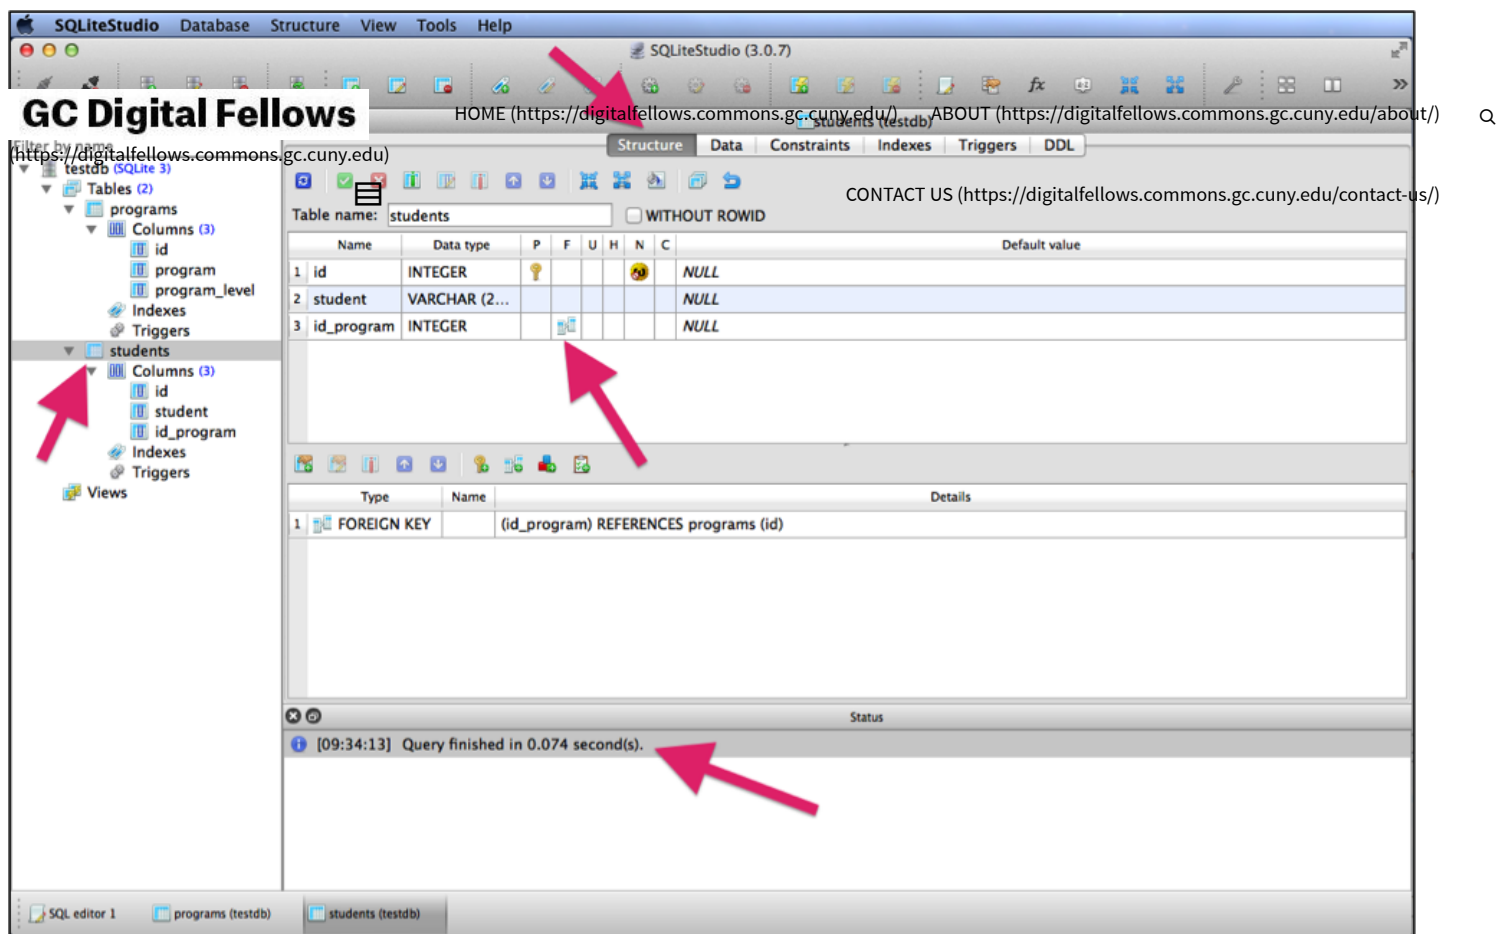 SQLiteStudio Database Structure View Tools Help
SQLiteStudio (3.0.7)
GC Digital Fellows
HOME (https://digitalfellows.commons.gc.cuny.edu/) ABOUT (https://digitalfellows.commons.gc.cuny.edu/about/)
students (testdb)
Filter by name
(https://digitalfellows.commons.gc.cuny.edu)
Structure Data Constraints Indexes Triggers DDL
CONTACT US (https://digitalfellows.commons.gc.cuny.edu/contact-us/)
testdb (SQLite 3)
Tables (2)
programs
Columns (3)
id
program
program_level
Indexes
Triggers
students
Columns (3)
id
student
id_program
Indexes
Triggers
Views
Table name: students WITHOUT ROWID
Name Data type P F U H N C Default value
1 id INTEGER NULL
2 student VARCHAR (2... NULL
3 id_program INTEGER NULL
Type Name Details
1 FOREIGN KEY (id_program) REFERENCES programs (id)
Status
[09:34:13] Query finished in 0.074 second(s).
SQL editor 1 programs (testdb) students (testdb)